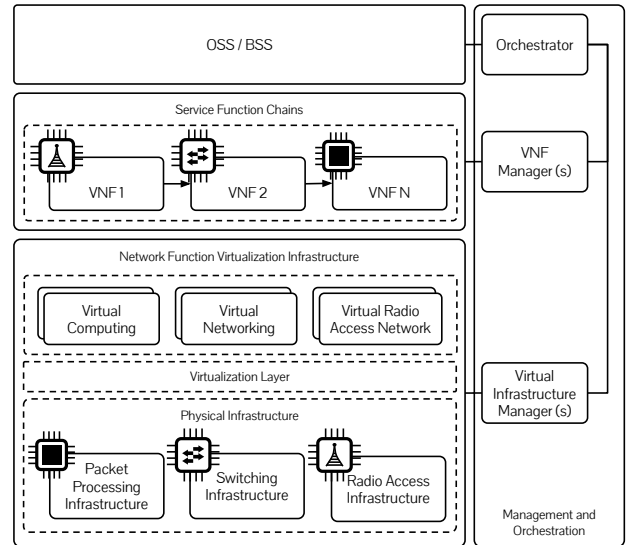 OSS / BSS
Orchestrator
Service Function Chains
VNF 1
VNF 2
VNF N
VNF
Manager (s)
Network Function Virtualization Infrastructure
Virtual
Computing
Virtual
Networking
Virtual Radio
Access Network
Virtualization Layer
Virtual
Infrastructure
Manager (s)
Physical Infrastructure
Packet
Processing
Infrastructure
Switching
Infrastructure
Radio Access
Infrastructure
Management and
Orchestration